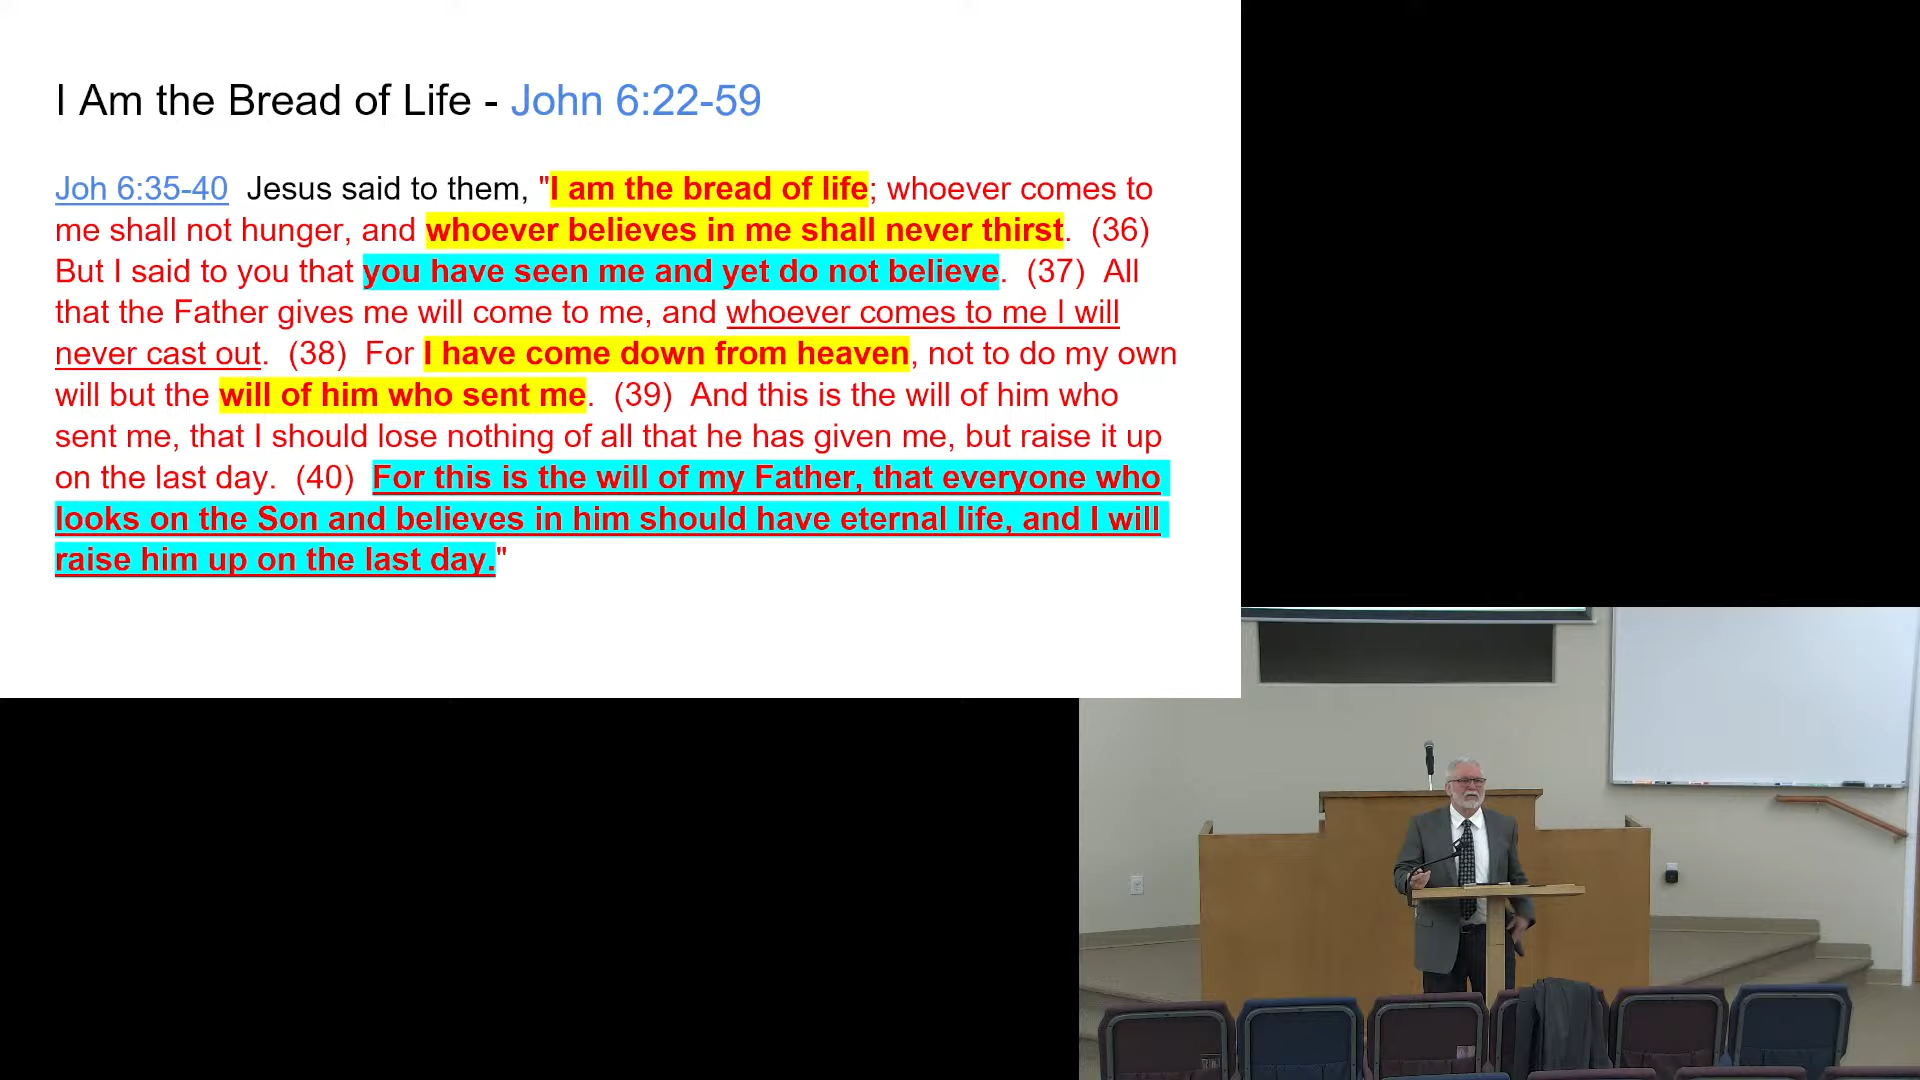 I Am the Bread of Life - John 6:22-59
Joh 6:35-40  Jesus said to them, "I am the bread of life; whoever comes to
me shall not hunger, and whoever believes in me shall never thirst.  (36)
But I said to you that you have seen me and yet do not believe.  (37)  All
that the Father gives me will come to me, and whoever comes to me I will
never cast out.  (38)  For I have come down from heaven, not to do my own
will but the will of him who sent me.  (39)  And this is the will of him who
sent me, that I should lose nothing of all that he has given me, but raise it up
on the last day.  (40)  For this is the will of my Father, that everyone who
looks on the Son and believes in him should have eternal life, and I will
raise him up on the last day."